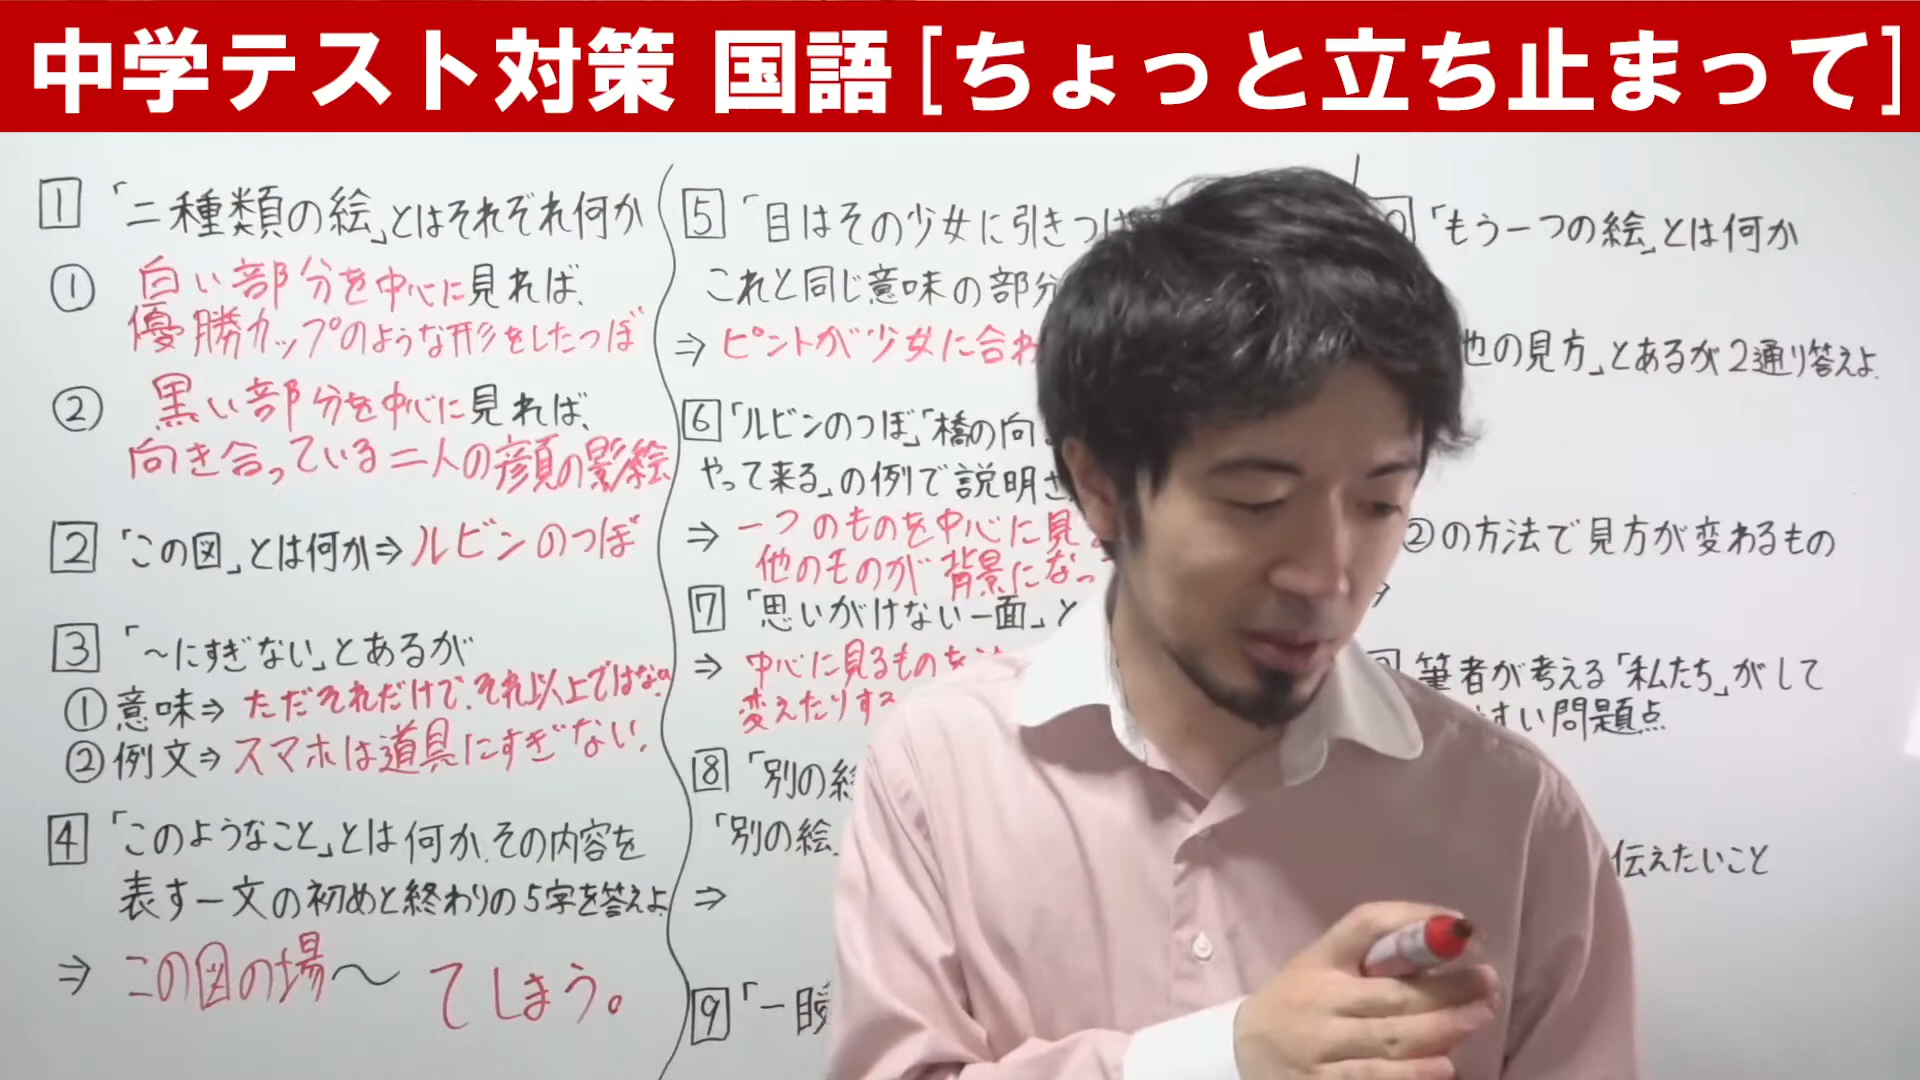 中学テスト対策 国語[ちょっと立ち止まって]
1 「二種類の絵」とはそれぞれ何か
① 白い部分を中心に見れば、
優勝カップのような形をしたつぼ
② 黒い部分を中心に見れば、
向き合っている二人の顔の影絵
2 「この図」とは何か⇒ルビンのつぼ
3 「〜にすぎない」とあるが
①意味⇒ ただそれだけで、それ以上ではない
②例文⇒ スマホは道具にすぎない。
4 「このようなこと」とは何か、その内容を
表す一文の初めと終わりの5字を答えよ
⇒ この図の場〜 てしまう。
5 「目はその少女に引きつけ
これと同じ意味の部分
⇒ ピントが少女に合わ
6 「ルビンのつぼ」「橋の向
やって来る」の例で説明さ
⇒ 一つのものを中心に見
他のものが背景になっ
7 「思いがけない一面」と
⇒ 中心に見るものを
変えたりす
8 「別の絵
「別の絵
⇒
9 「一瞬
「もう一つの絵」とは何か
他の見方」とあるが2通り答えよ.
②の方法で見方が変わるもの
筆者が考える「私たち」がして
すい問題点
伝えたいこと